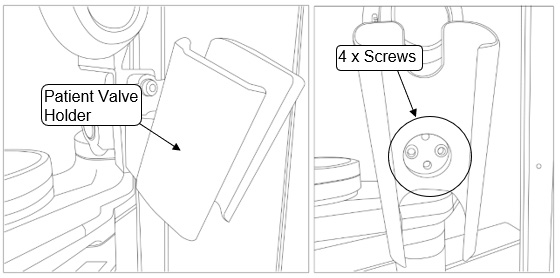 Patient Valve
Holder
4 x Screws